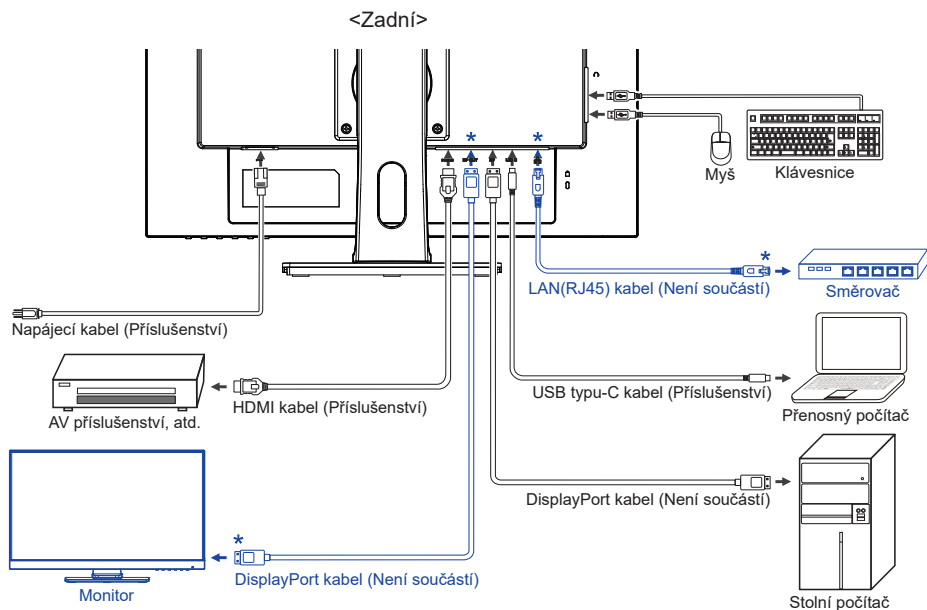 <Zadní>
*
*
Myš
Klávesnice
*
LAN(RJ45) kabel (Není součástí)
Směrovač
Napájecí kabel (Příslušenství)
USB typu-C kabel (Příslušenství)
HDMI kabel (Příslušenství)
AV příslušenství, atd.
Přenosný počítač
DisplayPort kabel (Není součástí)
*
DisplayPort kabel (Není součástí)
Monitor
Stolní počítač